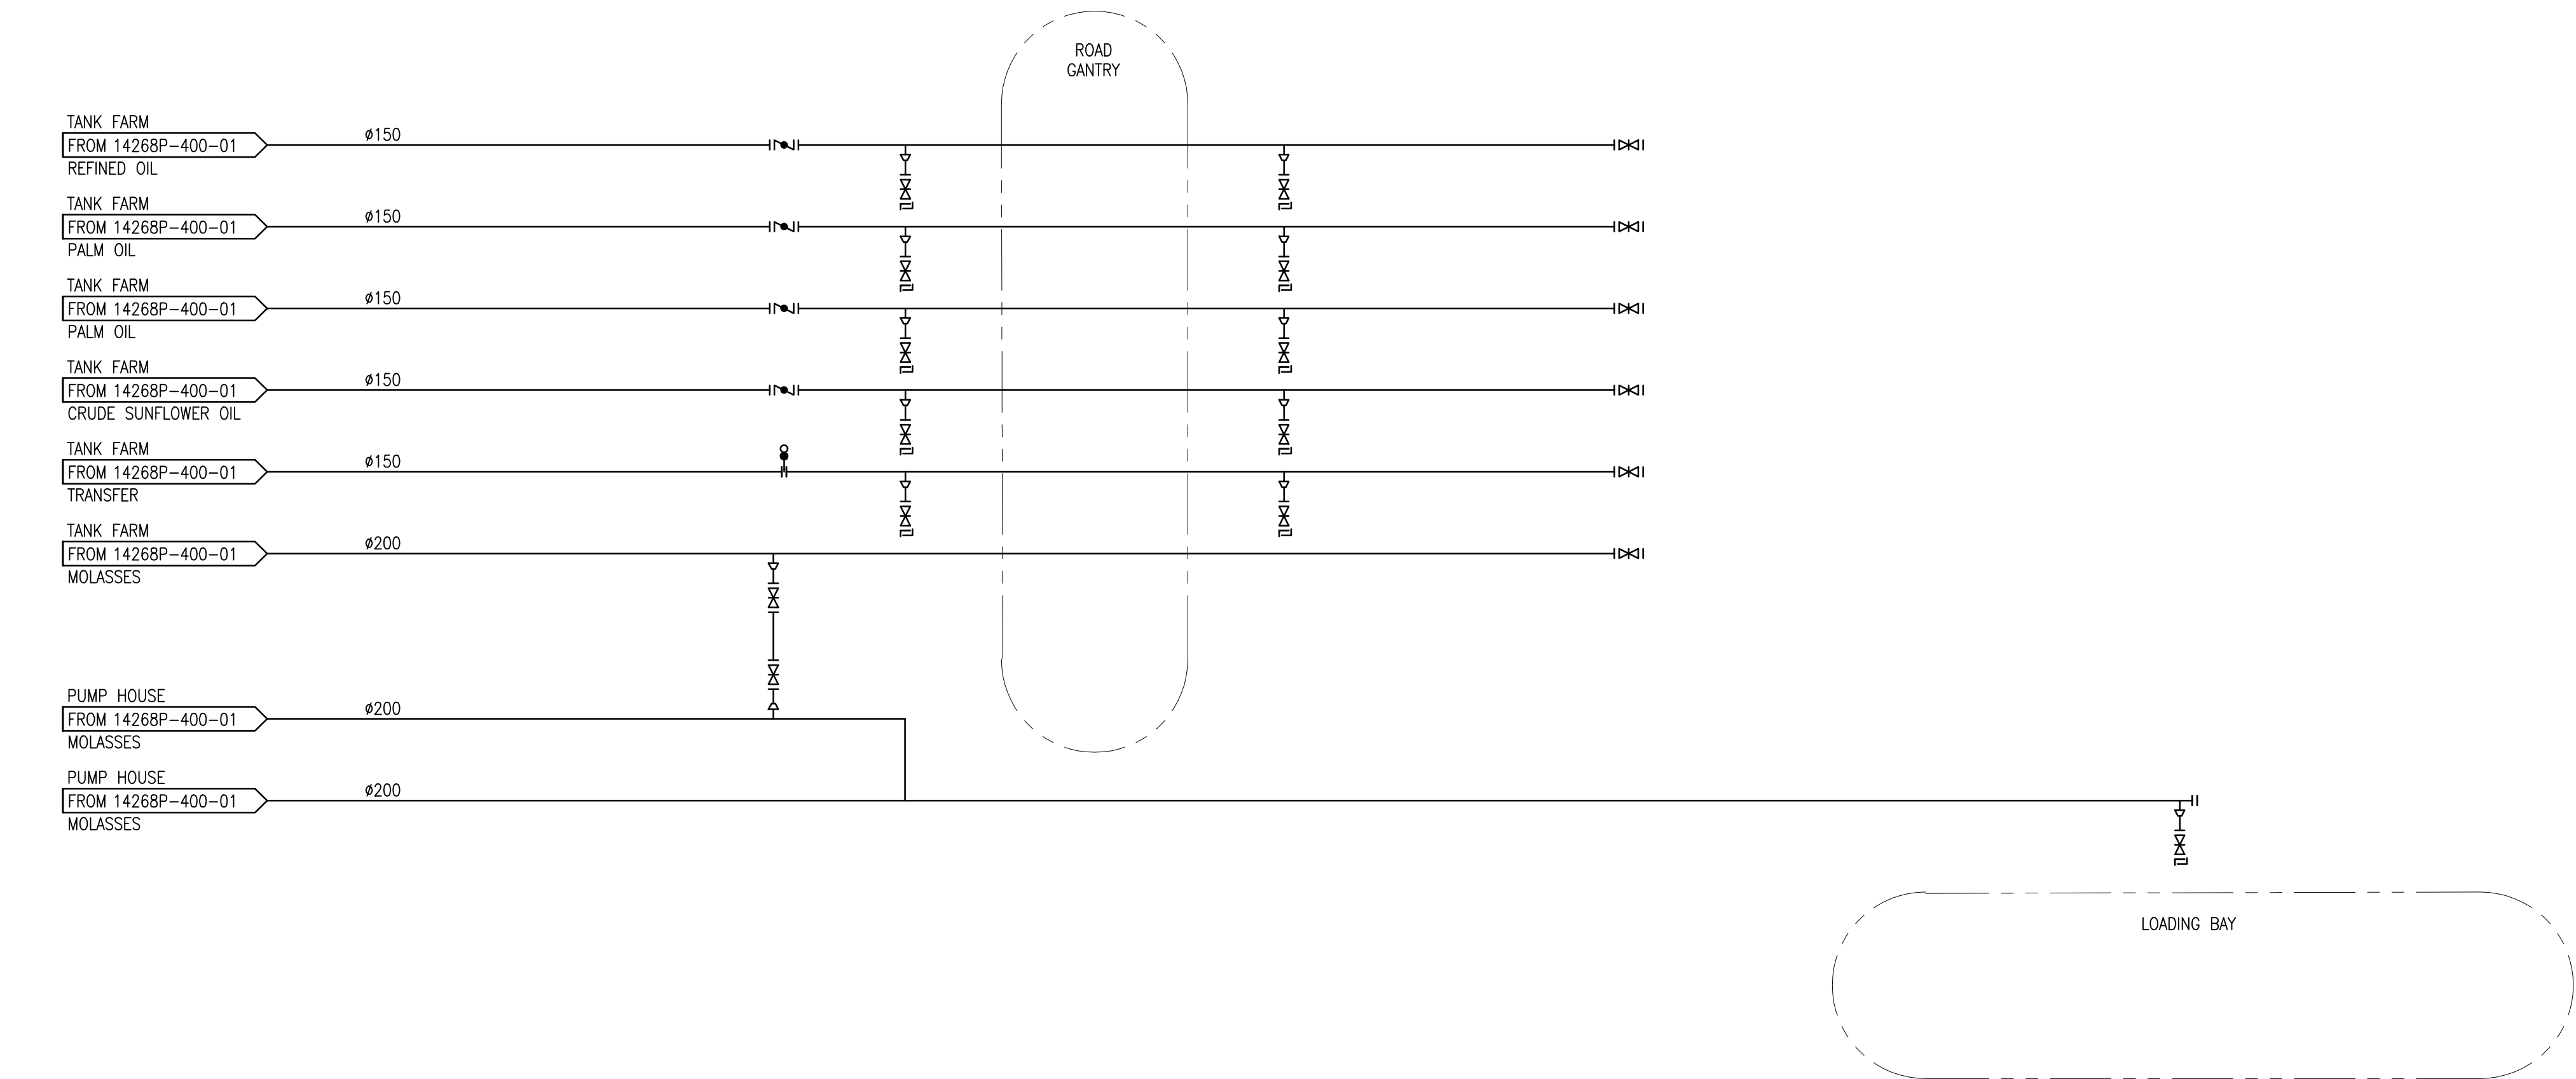 ROAD
GANTRY
TANK FARM
FROM 14268P-400-01
ø150
REFINED OIL
TANK FARM
FROM 14268P-400-01
ø150
PALM OIL
TANK FARM
FROM 14268P-400-01
ø150
PALM OIL
TANK FARM
FROM 14268P-400-01
ø150
CRUDE SUNFLOWER OIL
TANK FARM
FROM 14268P-400-01
ø150
TRANSFER
TANK FARM
FROM 14268P-400-01
ø200
MOLASSES
PUMP HOUSE
FROM 14268P-400-01
ø200
MOLASSES
PUMP HOUSE
FROM 14268P-400-01
ø200
MOLASSES
LOADING BAY